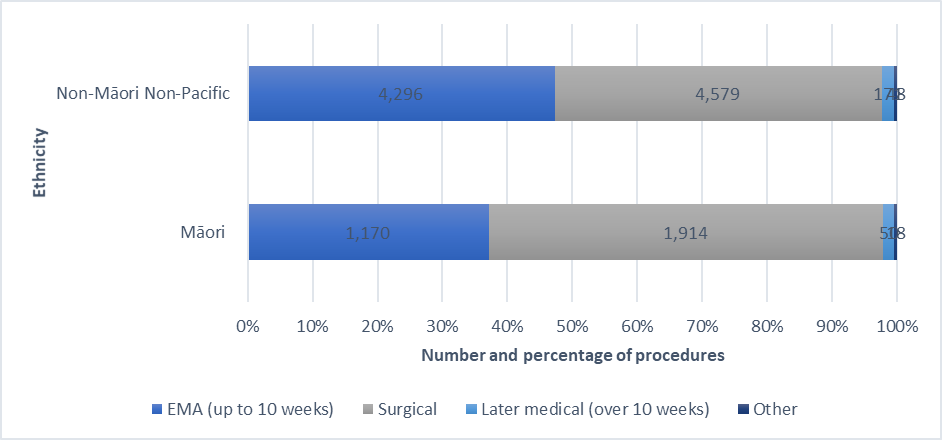 Non-Māori Non-Pacific
4,296 4,579
Māori
1,170 1,914
Ethnicity
0% 10% 20% 30% 40% 50% 60% 70% 80% 90% 100%
Number and percentage of procedures
EMA (up to 10 weeks) Surgical Later medical (over 10 weeks) Other